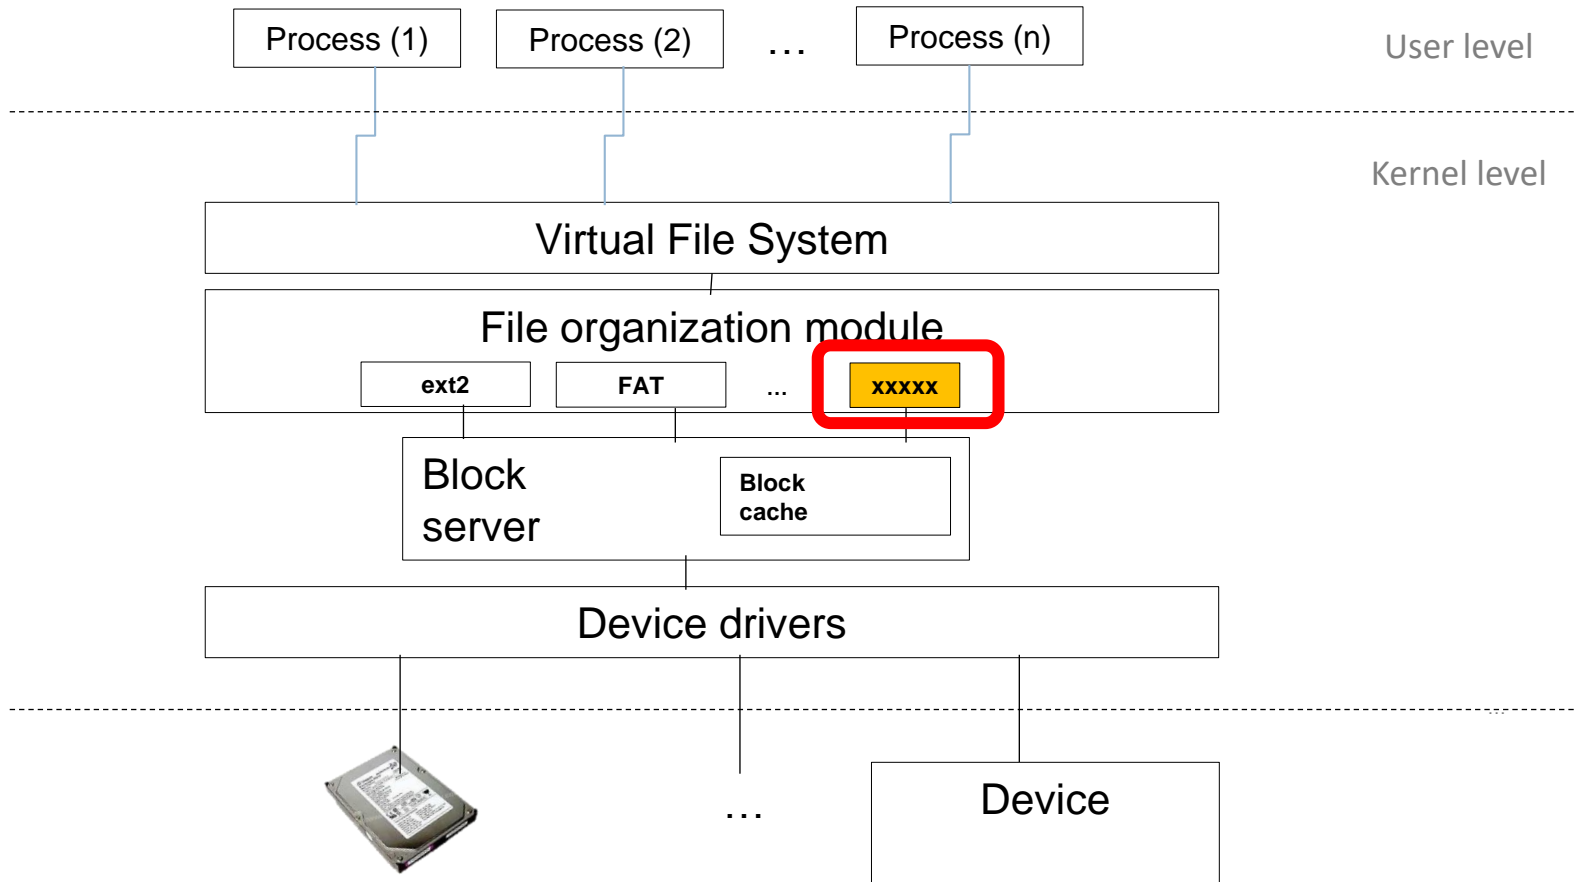 Process (1)
Process (2)
...
Process (n)
User level
Kernel level
Virtual File System
File organization module
ext2
FAT
...
xxxxx
Block
server
Block
cache
Device drivers
...
...
Device